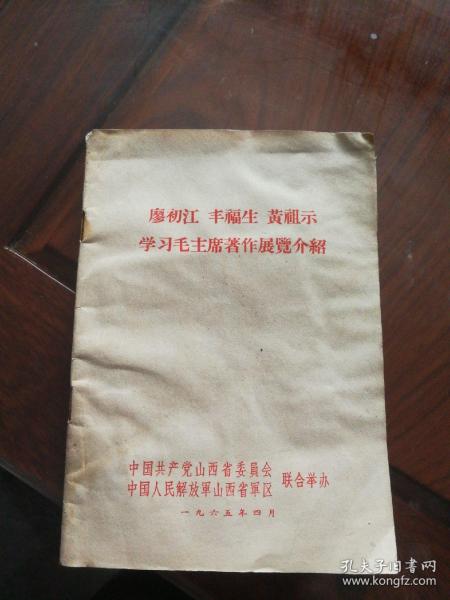 廖初江 丰福生 黃祖示
学习毛主席著作展覽介紹
中国共产党山西省委員会
中国人民解放軍山西省軍区 联合举办
一九六五年四月
孔夫子旧书网
www.kongfz.com